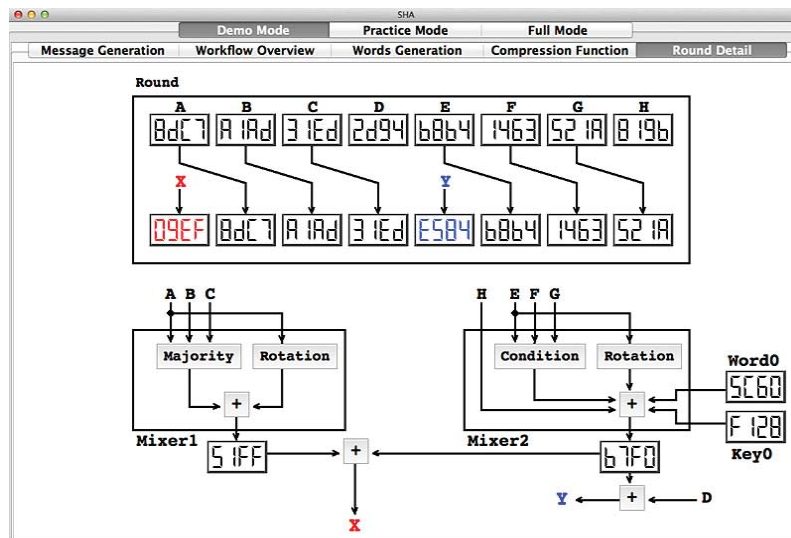 SHA
Demo Mode Practice Mode Full Mode
Message Generation Workflow Overview Words Generation Compression Function Round Detail
Round
A B C D E F G H
8dC7 A1Ad 31Ed 2d94 b8b4 1463 521A 819b
X Y
09EF 8dC7 A1Ad 31Ed E584 b8b4 1463 521A
A B C H E F G
Majority Rotation Condition Rotation Word0
5C60
+ +
F128
Mixer1 Mixer2 Key0
51FF + b7F0
Y + D
X